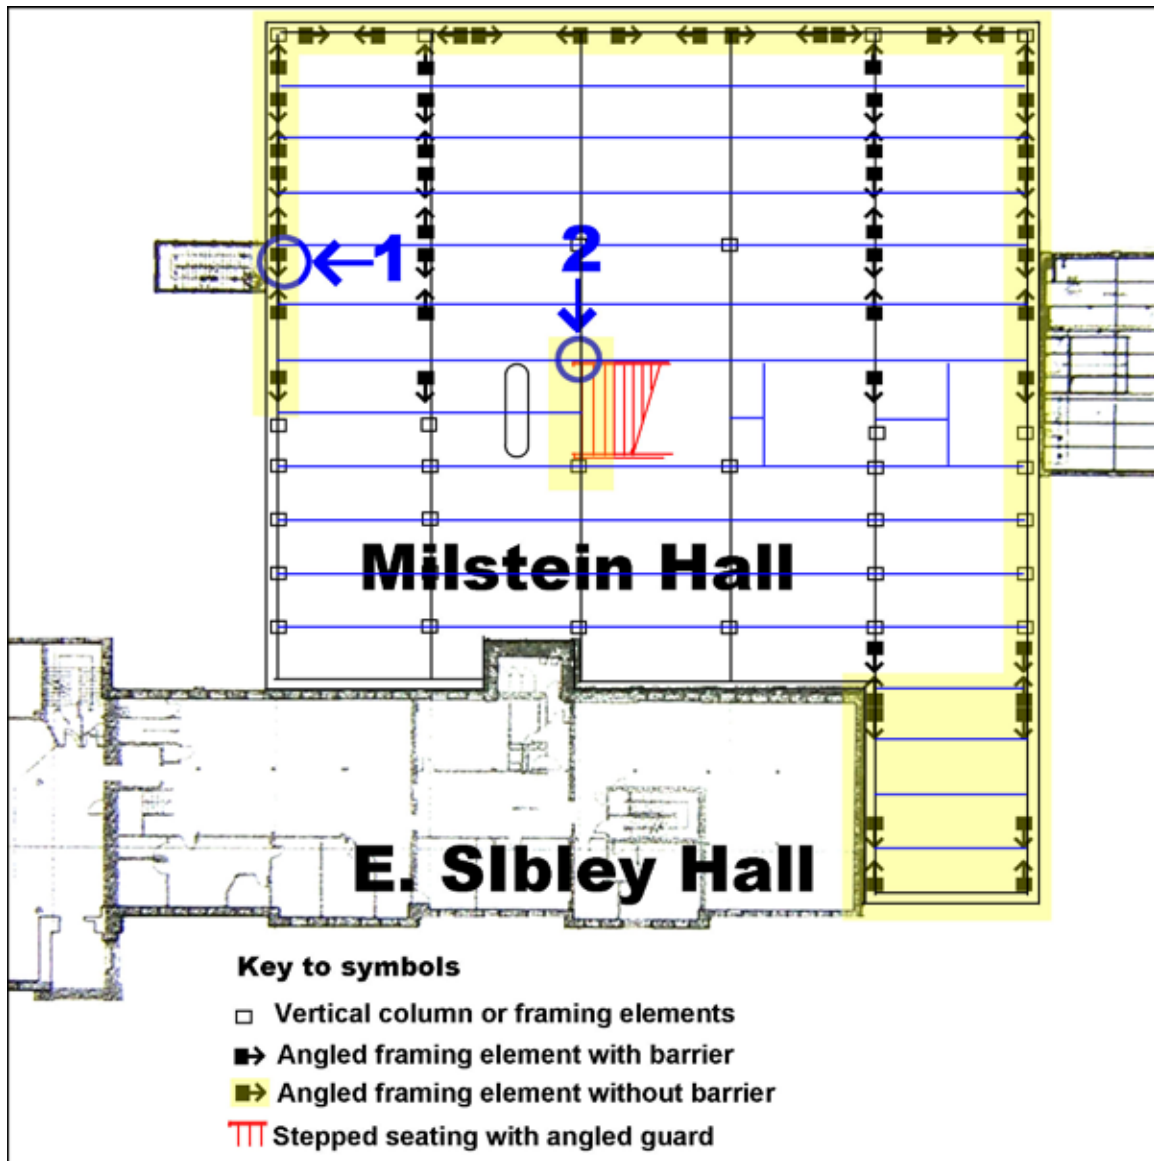 1
2
Milstein Hall
E. SIbley Hall
Key to symbols
Vertical column or framing elements
Angled framing element with barrier
Angled framing element without barrier
Stepped seating with angled guard